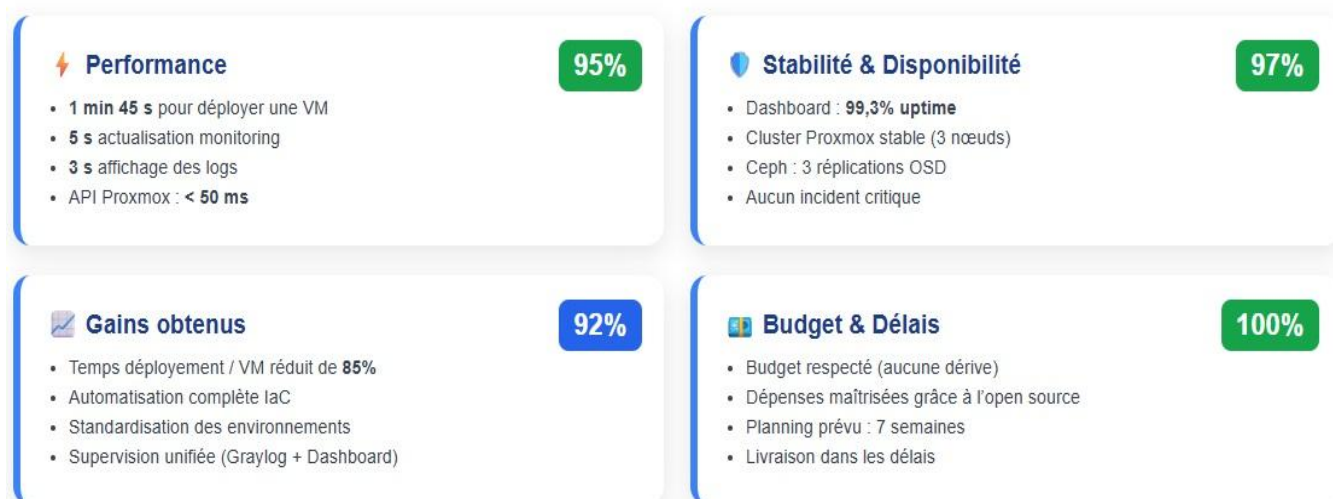 Performance
95%
1 min 45 s pour déployer une VM
5 s actualisation monitoring
3 s affichage des logs
API Proxmox : < 50 ms
Stabilité & Disponibilité
97%
Dashboard : 99,3% uptime
Cluster Proxmox stable (3 nœuds)
Ceph : 3 réplications OSD
Aucun incident critique
Gains obtenus
92%
Temps déploiement / VM réduit de 85%
Automatisation complète IaC
Standardisation des environnements
Supervision unifiée (Graylog + Dashboard)
Budget & Délais
100%
Budget respecté (aucune dérive)
Dépenses maîtrisées grâce à l'open source
Planning prévu : 7 semaines
Livraison dans les délais